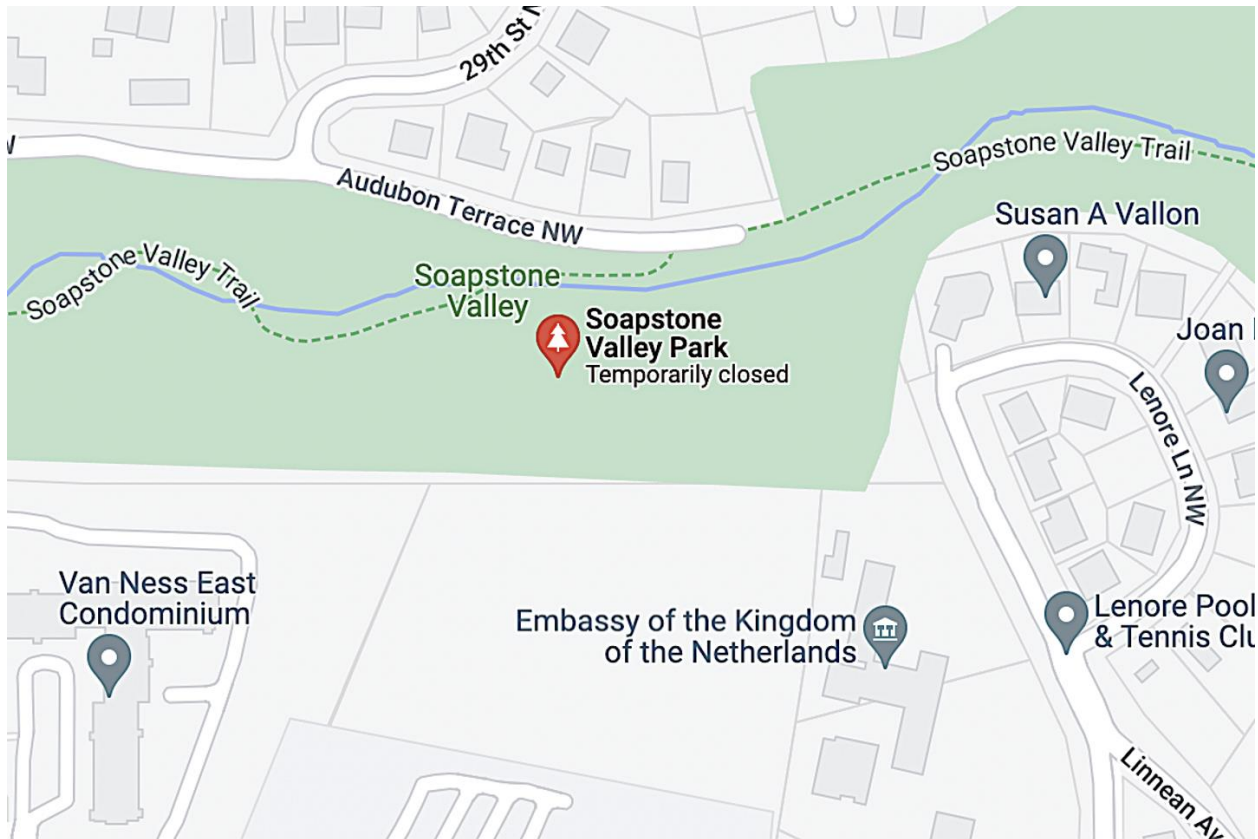 29th St N
W
Audubon Terrace NW
Soapstone Valley Trail
Susan A Vallon
Soapstone Valley Trail
Soapstone
Valley
Soapstone
Valley Park
Temporarily closed
Joan
Lenore Ln NW
Van Ness East
Condominium
Embassy of the Kingdom
of the Netherlands
Lenore Pool
& Tennis Clu
Linnean Av